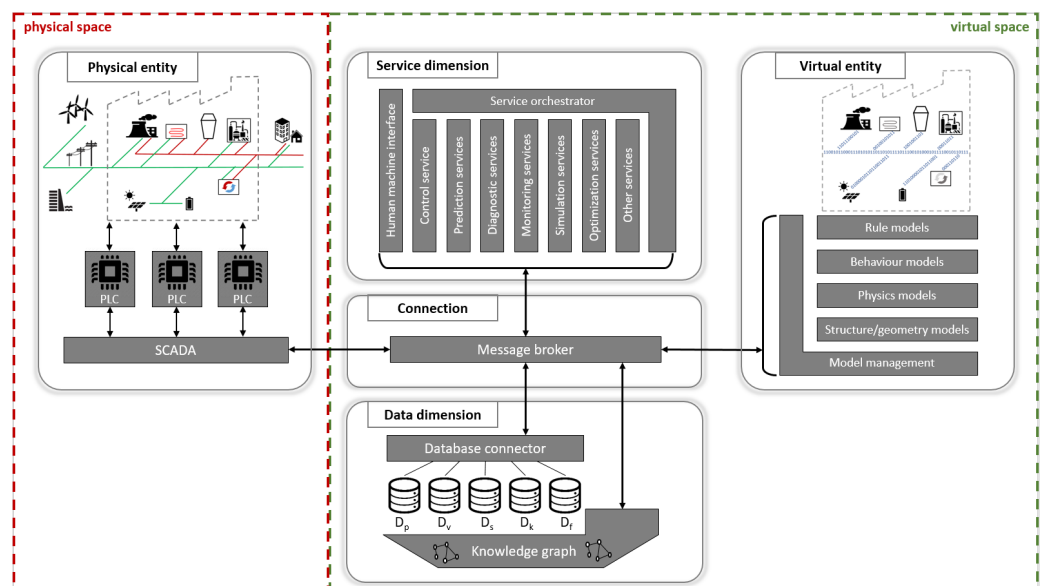 physical space
virtual space
Physical entity
PLC
PLC
PLC
SCADA
Service dimension
Service orchestrator
Human machine interface
Control service
Prediction services
Diagnostic services
Monitoring services
Simulation services
Optimization services
Other services
Connection
Message broker
Data dimension
Database connector
Dp
Dv
Ds
Dk
Df
Knowledge graph
Virtual entity
Rule models
Behaviour models
Physics models
Structure/geometry models
Model management